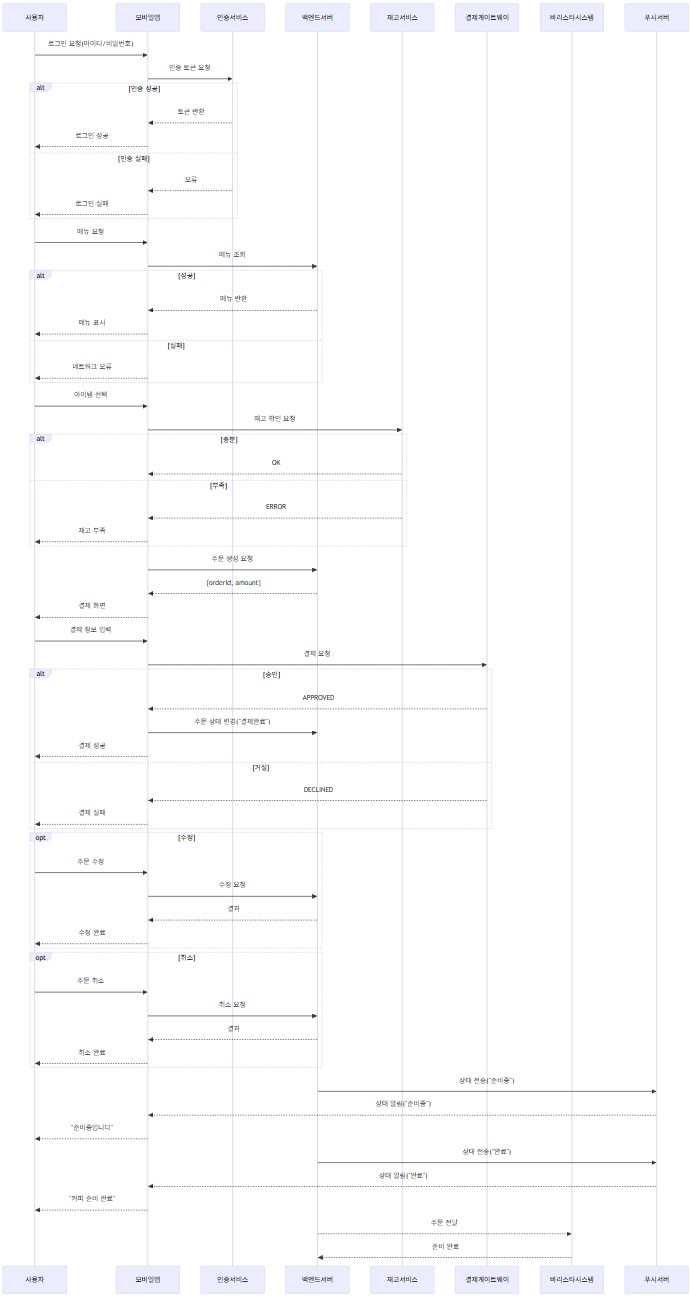 사용자 모바일앱 인증서비스 백엔드서버 재고서비스 결제게이트웨이 바리스타시스템 푸시서버
로그인 요청(아이디/비밀번호)
인증 토큰 요청
alt [인증 성공]
토큰 반환
로그인 성공
[인증 실패]
오류
로그인 실패
메뉴 요청
메뉴 조회
alt [성공]
메뉴 반환
메뉴 표시
[실패]
네트워크 오류
아이템 선택
재고 확인 요청
alt [충분]
OK
[부족]
ERROR
재고 부족
주문 생성 요청
[orderId, amount]
결제 화면
결제 정보 입력
결제 요청
alt [승인]
APPROVED
주문 상태 변경("결제완료")
결제 성공
[거절]
DECLINED
결제 실패
opt [수정]
주문 수정
수정 요청
결과
수정 완료
opt [취소]
주문 취소
취소 요청
결과
취소 완료
상태 전송("준비중")
상태 알림("준비중")
"준비중입니다"
상태 전송("완료")
상태 알림("완료")
"커피 준비 완료"
주문 전달
준비 완료
사용자 모바일앱 인증서비스 백엔드서버 재고서비스 결제게이트웨이 바리스타시스템 푸시서버